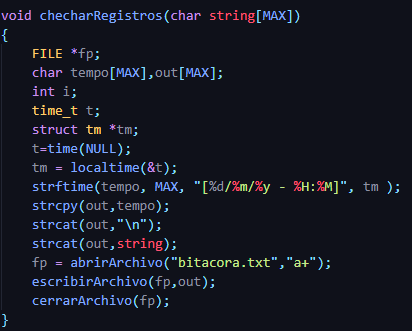 void checharRegistros(char string[MAX])
{
    FILE *fp;
    char tempo[MAX],out[MAX];
    int i;
    time_t t;
    struct tm *tm;
    t=time(NULL);
    tm = localtime(&t);
    strftime(tempo, MAX, "[%d/%m/%y - %H:%M]", tm );
    strcpy(out,tempo);
    strcat(out,"\n");
    strcat(out,string);
    fp = abrirArchivo("bitacora.txt","a+");
    escribirArchivo(fp,out);
    cerrarArchivo(fp);
}